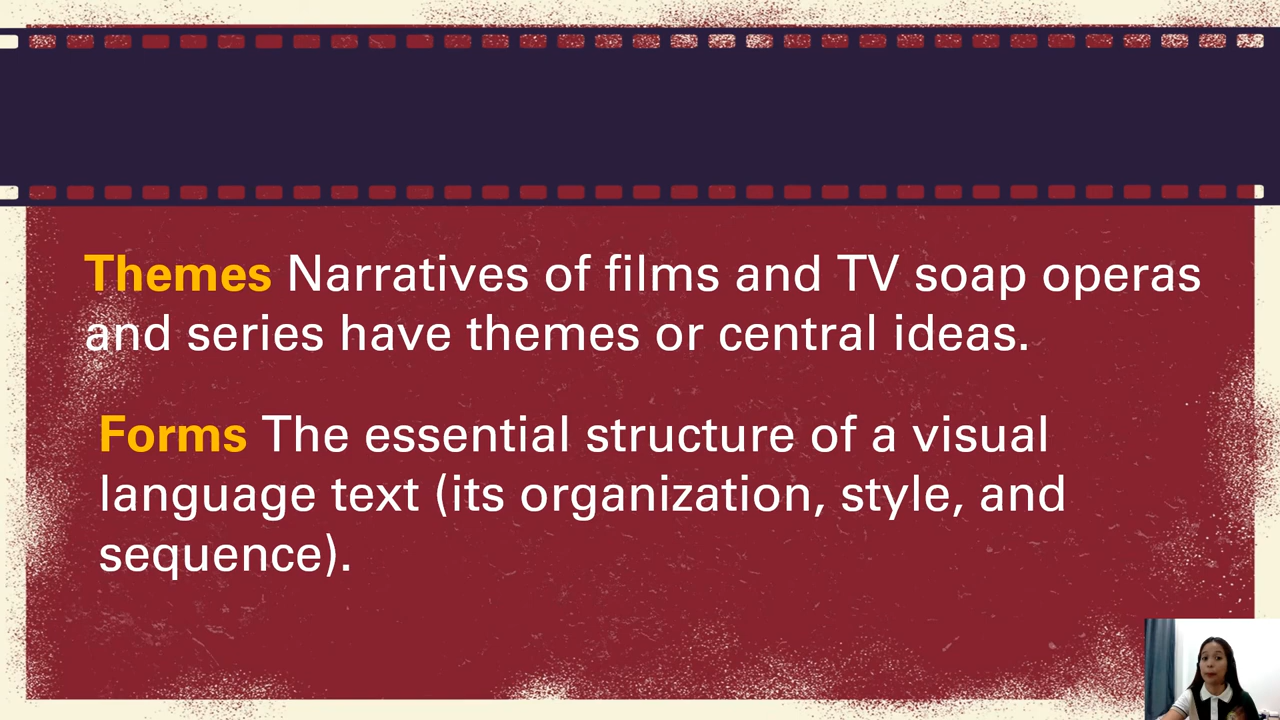 Themes Narratives of films and TV soap operas
and series have themes or central ideas.
Forms The essential structure of a visual
language text (its organization, style, and
sequence).